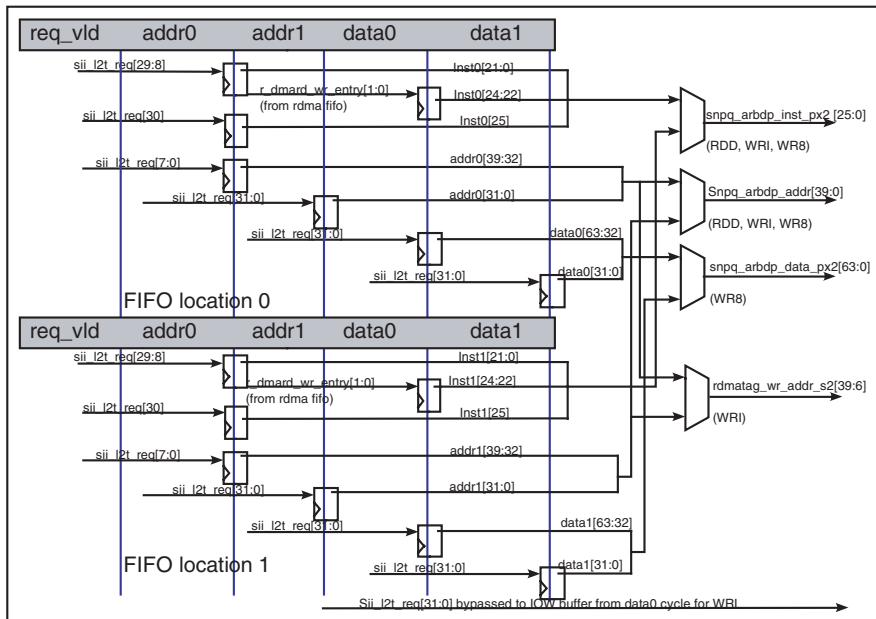 req_vld addr0 addr1 data0 data1
sii_l2t_req[29:8] Inst0[21:0]
r_dmard_wr_entry[1:0] Inst0[24:22]
(from rdma fifo)
snpq_arbdp_inst_px2 [25:0]
sii_l2t_req[30] Inst0[25]
(RDD, WRI, WR8)
sii_l2t_req[7:0] addr0[39:32]
sii_l2t_req[31:0] addr0[31:0]
Snpq_arbdp_addr[39:0]
(RDD, WRI, WR8)
sii_l2t_req[31:0] data0[63:32]
sii_l2t_req[31:0] data0[31:0]
snpq_arbdp_data_px2[63:0]
(WR8)
FIFO location 0
req_vld addr0 addr1 data0 data1
sii_l2t_req[29:8] Inst1[21:0]
r_dmard_wr_entry[1:0] Inst1[24:22]
(from rdma fifo)
rdmatag_wr_addr_s2[39:6]
sii_l2t_req[30] Inst1[25]
(WRI)
sii_l2t_req[7:0] addr1[39:32]
sii_l2t_req[31:0] addr1[31:0]
sii_l2t_req[31:0] data1[63:32]
FIFO location 1
sii_l2t_req[31:0] data1[31:0]
Sii_l2t_req[31:0] bypassed to IOW buffer from data0 cycle for WRI